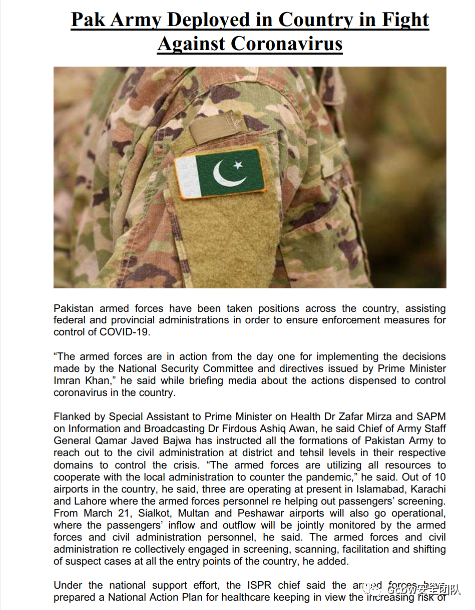 Pak Army Deployed in Country in Fight
Against Coronavirus
Pakistan armed forces have been taken positions across the country, assisting
federal and provincial administrations in order to ensure enforcement measures for
control of COVID-19.
“The armed forces are in action from the day one for implementing the decisions
made by the National Security Committee and directives issued by Prime Minister
Imran Khan,” he said while briefing media about the actions dispensed to control
coronavirus in the country.
Flanked by Special Assistant to Prime Minister on Health Dr Zafar Mirza and SAPM
on Information and Broadcasting Dr Firdous Ashiq Awan, he said Chief of Army Staff
General Qamar Javed Bajwa has instructed all the formations of Pakistan Army to
reach out to the civil administration at district and tehsil levels in their respective
domains to control the crisis. “The armed forces are utilizing all resources to
cooperate with the local administration to counter the pandemic,” he said. Out of 10
airports in the country, he said, three are operating at present in Islamabad, Karachi
and Lahore where the armed forces personnel re helping out passengers’ screening.
From March 21, Sialkot, Multan and Peshawar airports will also go operational,
where the passengers’ inflow and outflow will be jointly monitored by the armed
forces and civil administration personnel, he said. The armed forces and civil
administration re collectively engaged in screening, scanning, facilitation and shifting
of suspect cases at all the entry points of the country, he added.
Under the national support effort, the ISPR chief said the armed forces have
prepared a National Action Plan for healthcare keeping in view the increasing risk of